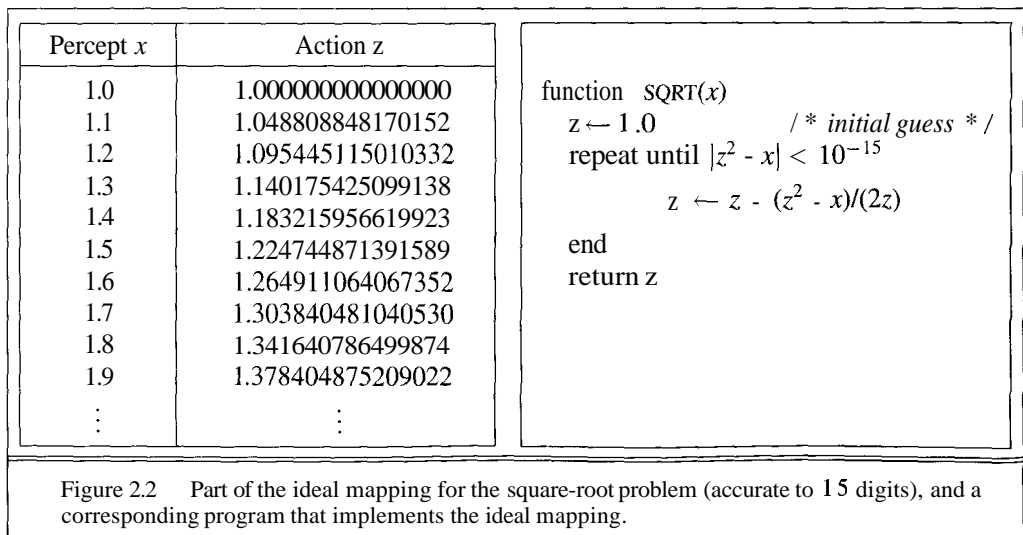 Percept x Action z
1.0 1.000000000000000
1.1 1.048808848170152
1.2 1.095445115010332
1.3 1.140175425099138
1.4 1.183215956619923
1.5 1.224744871391589
1.6 1.264911064067352
1.7 1.303840481040530
1.8 1.341640786499874
1.9 1.378404875209022
⋮ ⋮
function SQRT(x)
z ← 1.0 /* initial guess */
repeat until |z² - x| < 10⁻¹⁵
z ← z - (z² - x)/(2z)
end
return z
Figure 2.2 Part of the ideal mapping for the square-root problem (accurate to 15 digits), and a
corresponding program that implements the ideal mapping.